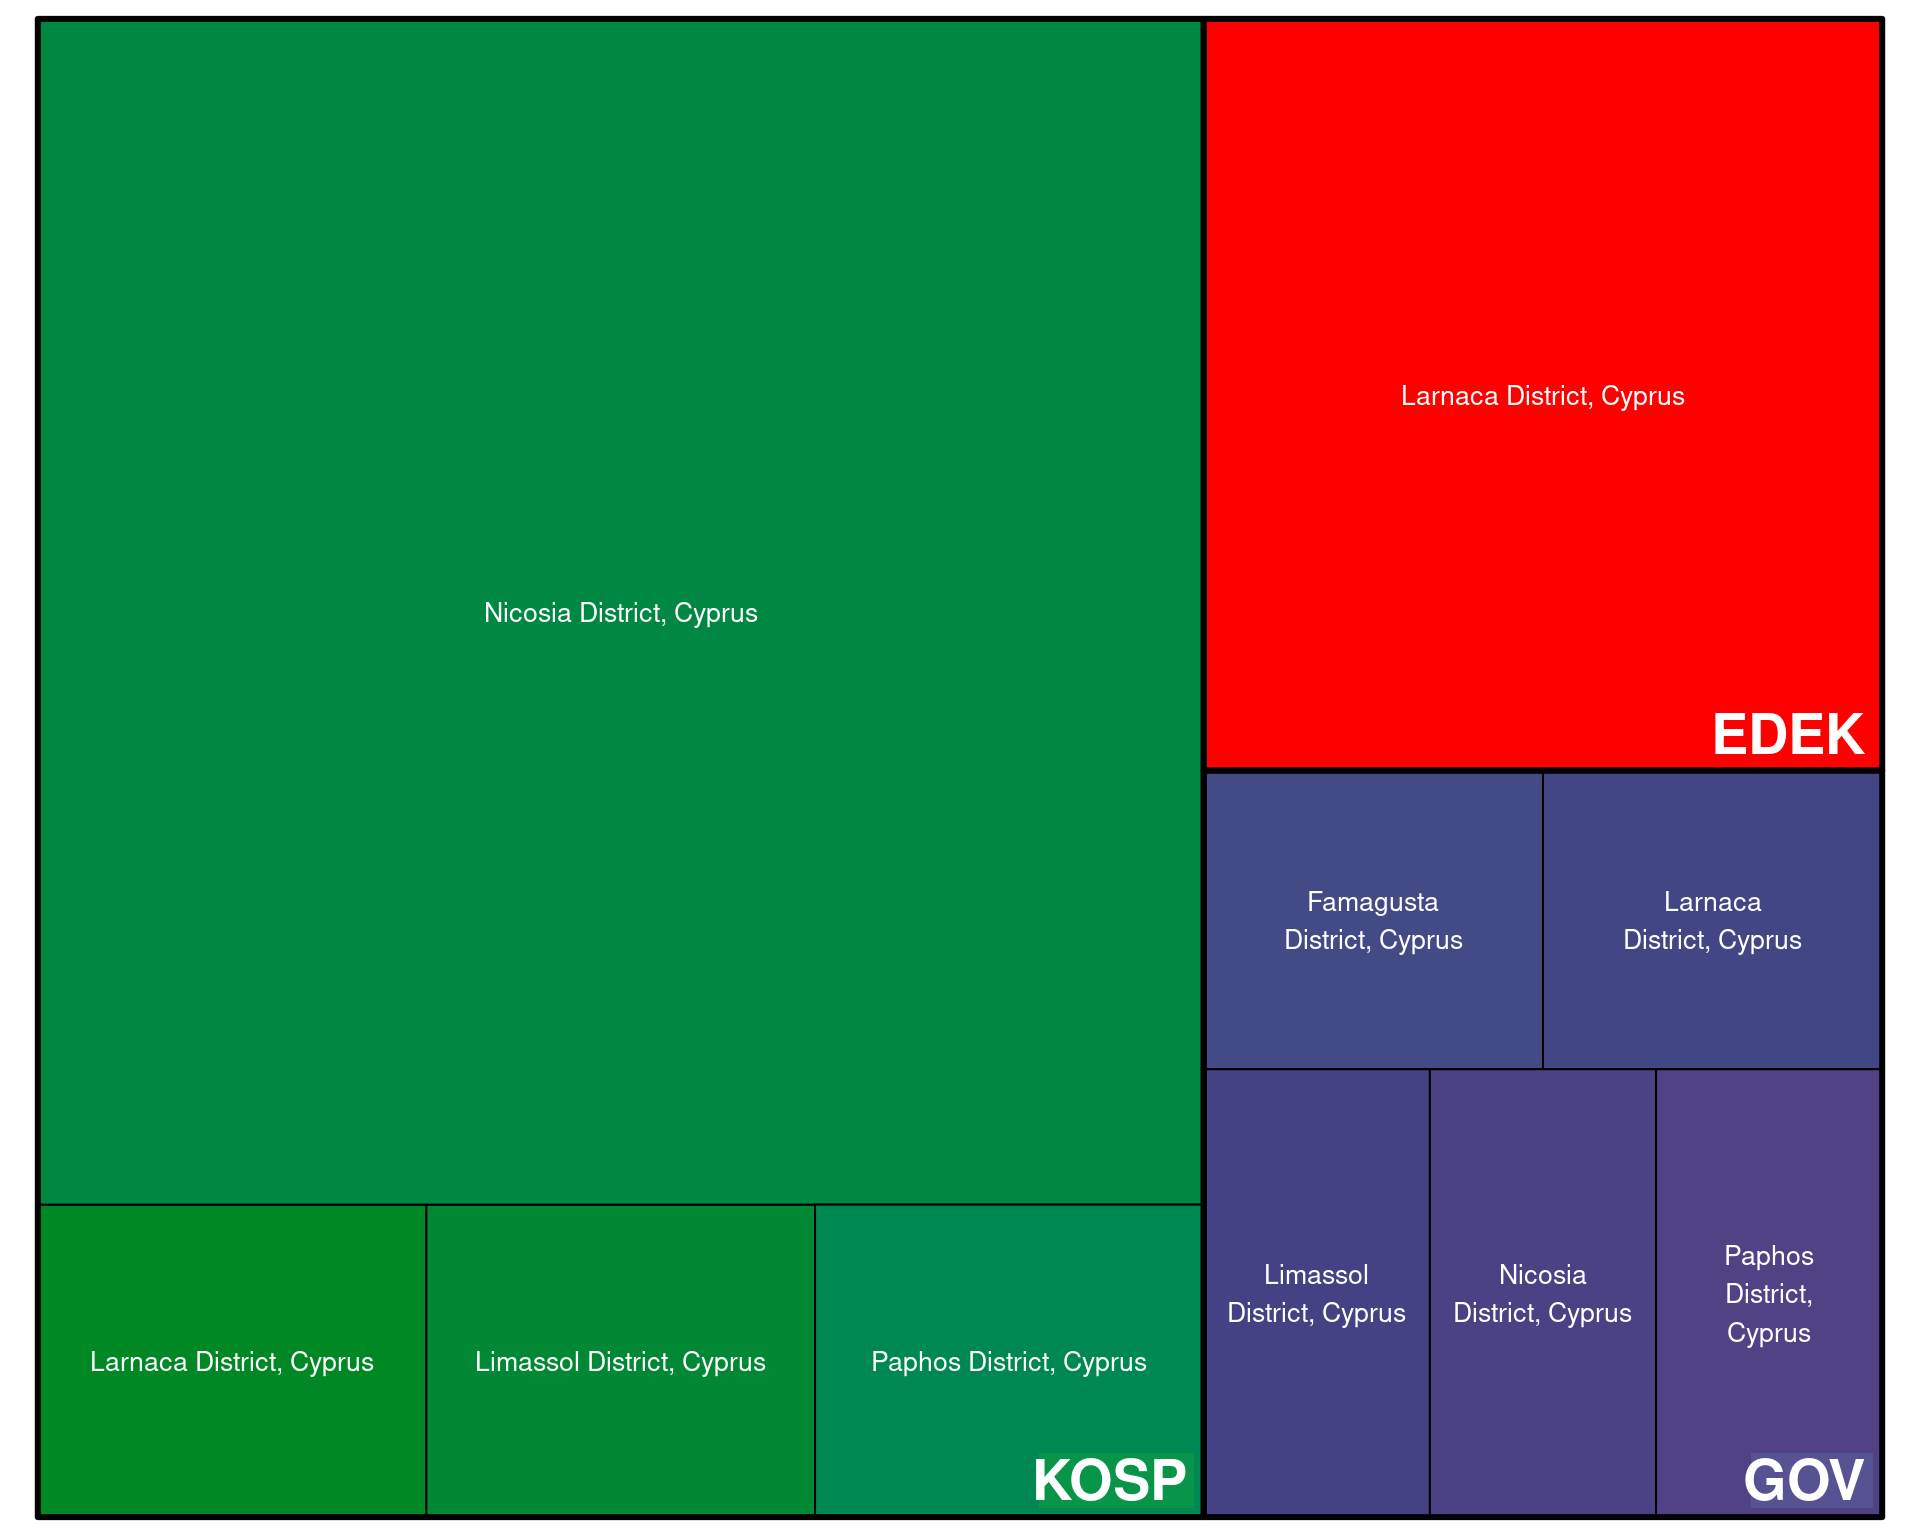 Nicosia District, Cyprus
Larnaca District, Cyprus
Limassol District, Cyprus
Paphos District, Cyprus
KOSP
Larnaca District, Cyprus
EDEK
Famagusta
District, Cyprus
Larnaca
District, Cyprus
Limassol
District, Cyprus
Nicosia
District, Cyprus
Paphos
District,
Cyprus
GOV